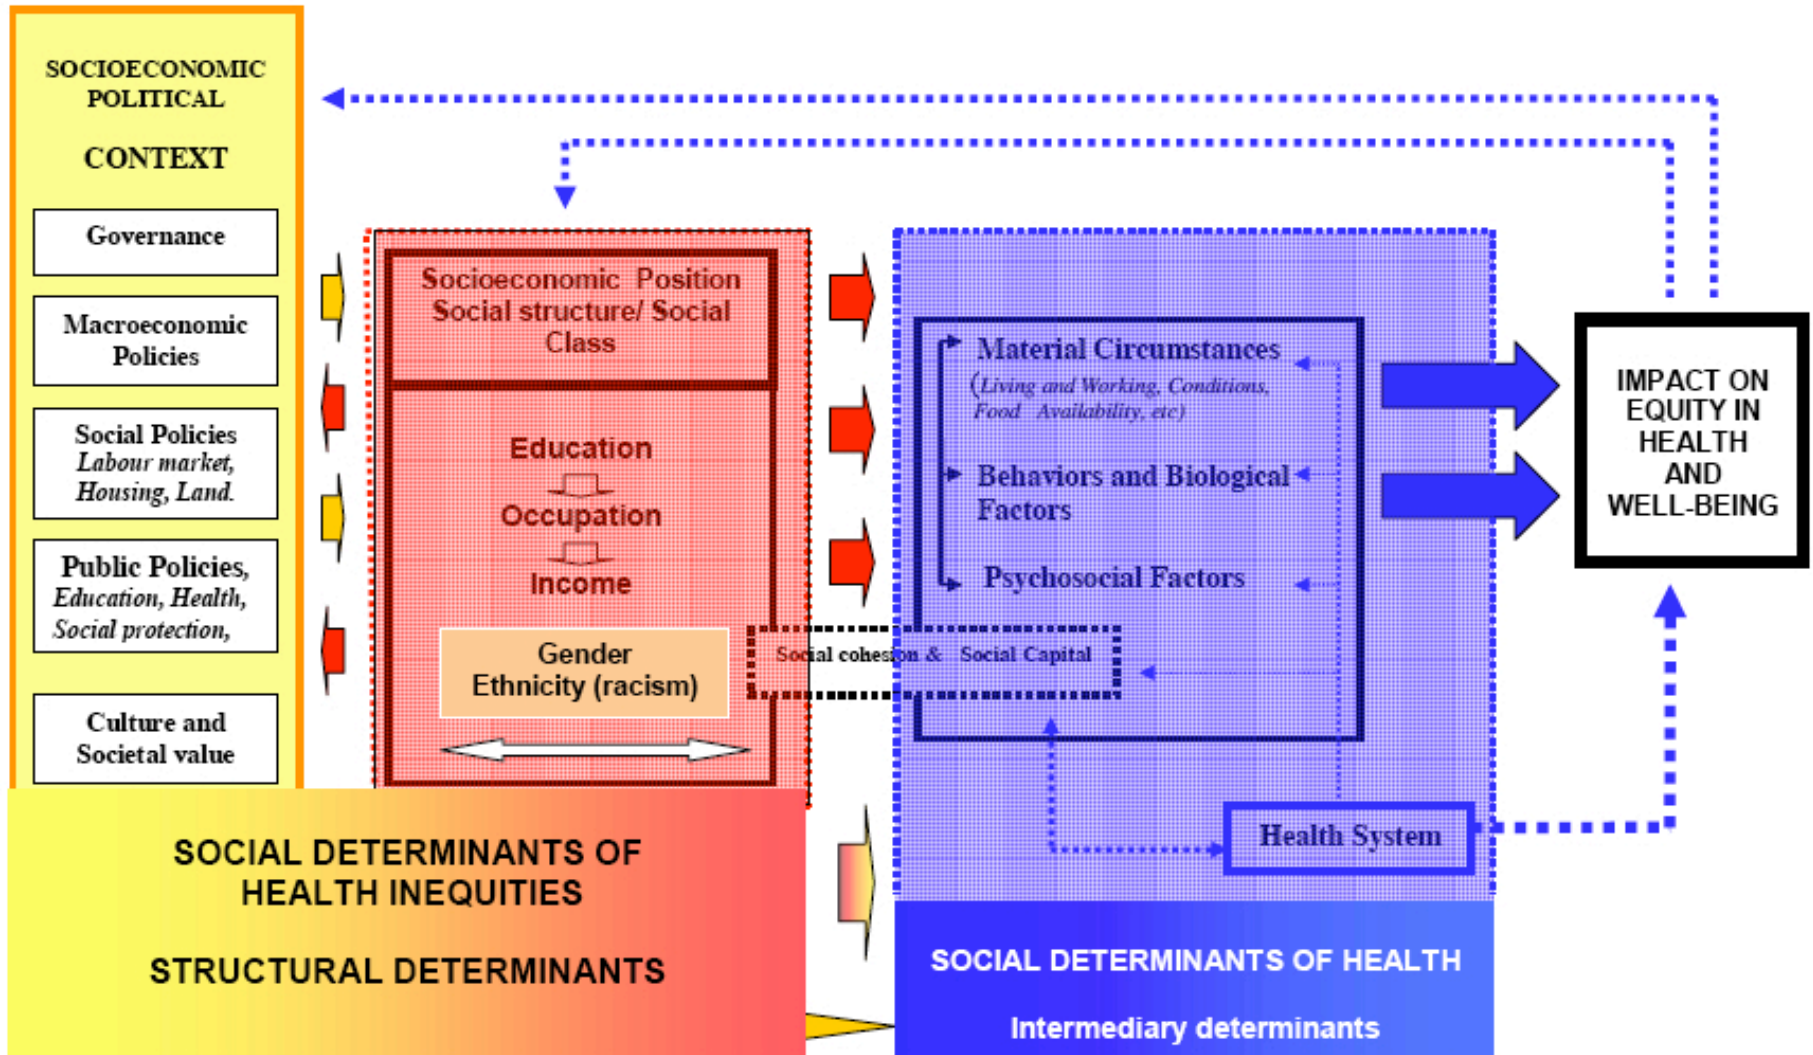 SOCIOECONOMIC
POLITICAL
CONTEXT
Governance
Macroeconomic
Policies
Social Policies
Labour market,
Housing, Land.
Public Policies,
Education, Health,
Social protection,
Culture and
Societal value
Socioeconomic Position
Social structure/ Social
Class
Education
Occupation
Income
Gender
Ethnicity (racism)
Social cohesion & Social Capital
Material Circumstances
(Living and Working, Conditions,
Food Availability, etc)
Behaviors and Biological
Factors
Psychosocial Factors
Health System
IMPACT ON
EQUITY IN
HEALTH
AND
WELL-BEING
SOCIAL DETERMINANTS OF
HEALTH INEQUITIES
STRUCTURAL DETERMINANTS
SOCIAL DETERMINANTS OF HEALTH
Intermediary determinants